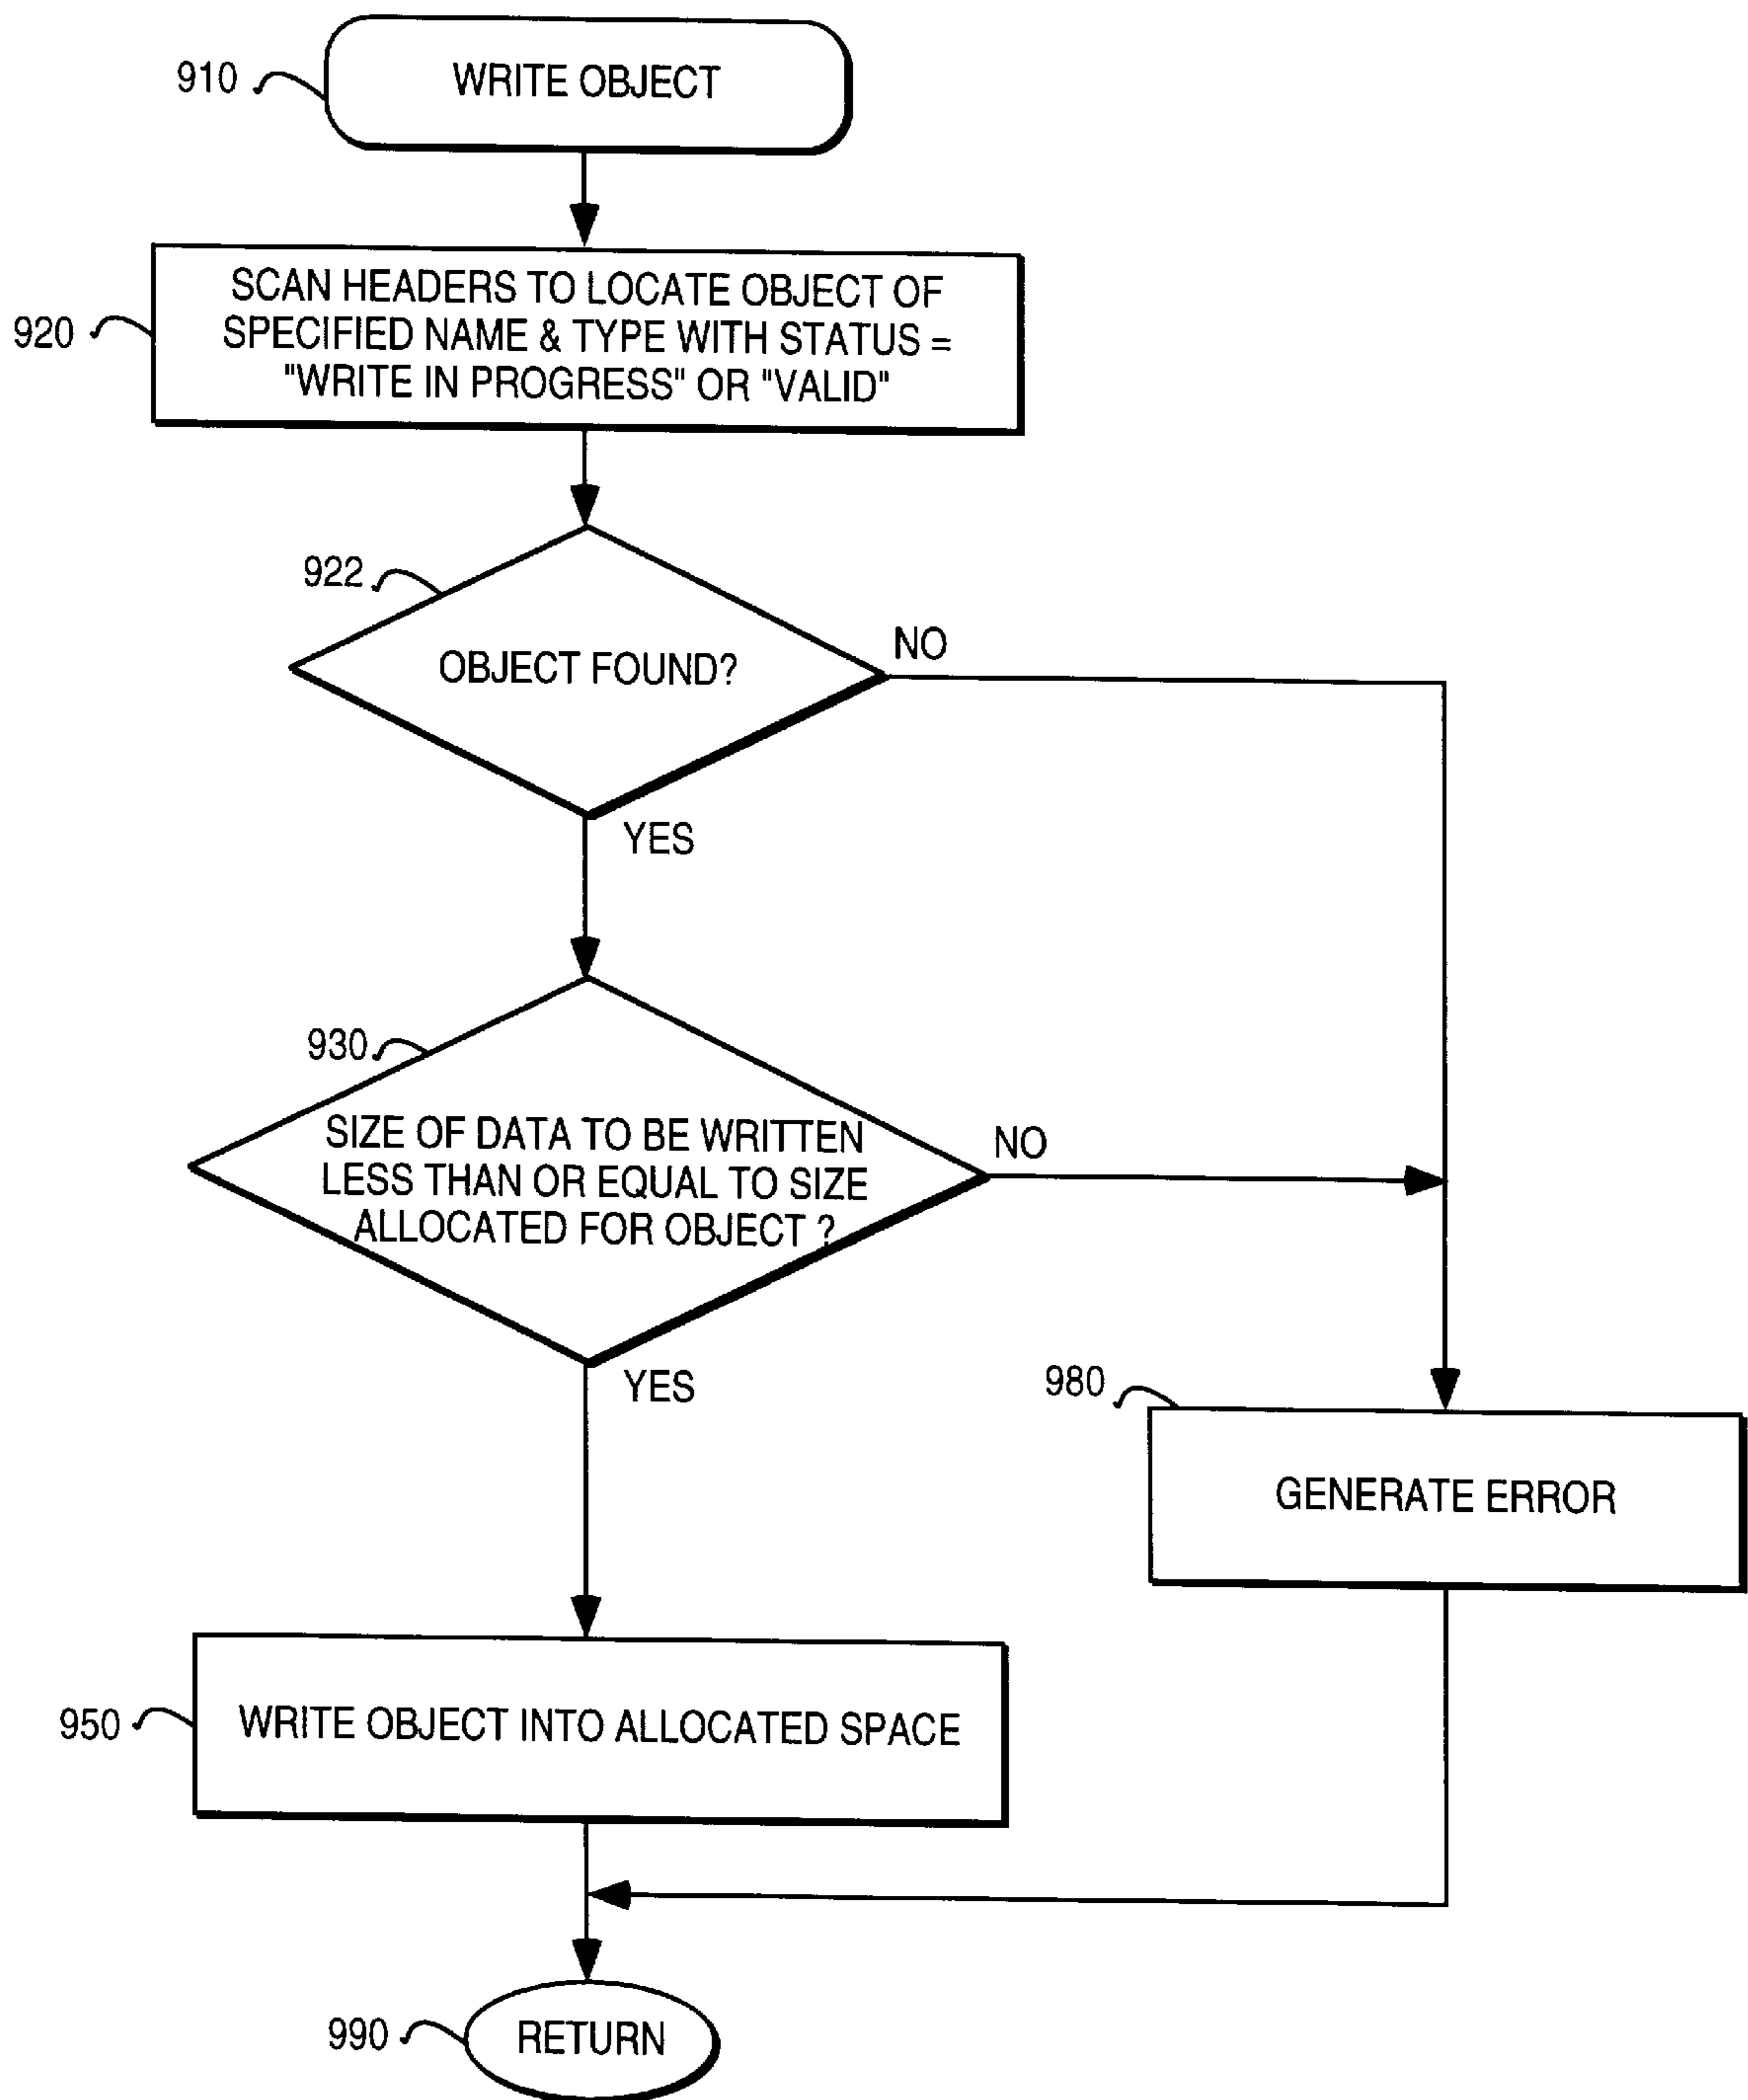 910
WRITE OBJECT
920
SCAN HEADERS TO LOCATE OBJECT OF
SPECIFIED NAME & TYPE WITH STATUS =
"WRITE IN PROGRESS" OR "VALID"
922
OBJECT FOUND?
NO
YES
930
SIZE OF DATA TO BE WRITTEN
LESS THAN OR EQUAL TO SIZE
ALLOCATED FOR OBJECT ?
NO
YES
980
GENERATE ERROR
950
WRITE OBJECT INTO ALLOCATED SPACE
990
RETURN